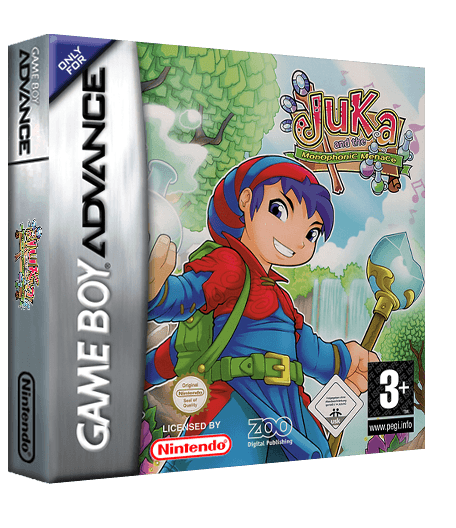 GAME BOY
ADVANCE
Nintendo
ONLY
FOR
GAME BOY ADVANCE
Juka
and the
Monophonic Menace
Original
Nintendo
Seal of
Quality
LICENSED BY
Nintendo
ZOO
Digital Publishing
USK
3+
www.pegi.info